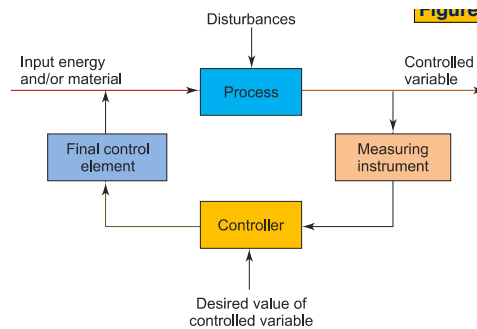 Figure
Disturbances
Input energy
and/or material
Controlled
variable
Process
Final control
element
Measuring
instrument
Controller
Desired value of
controlled variable